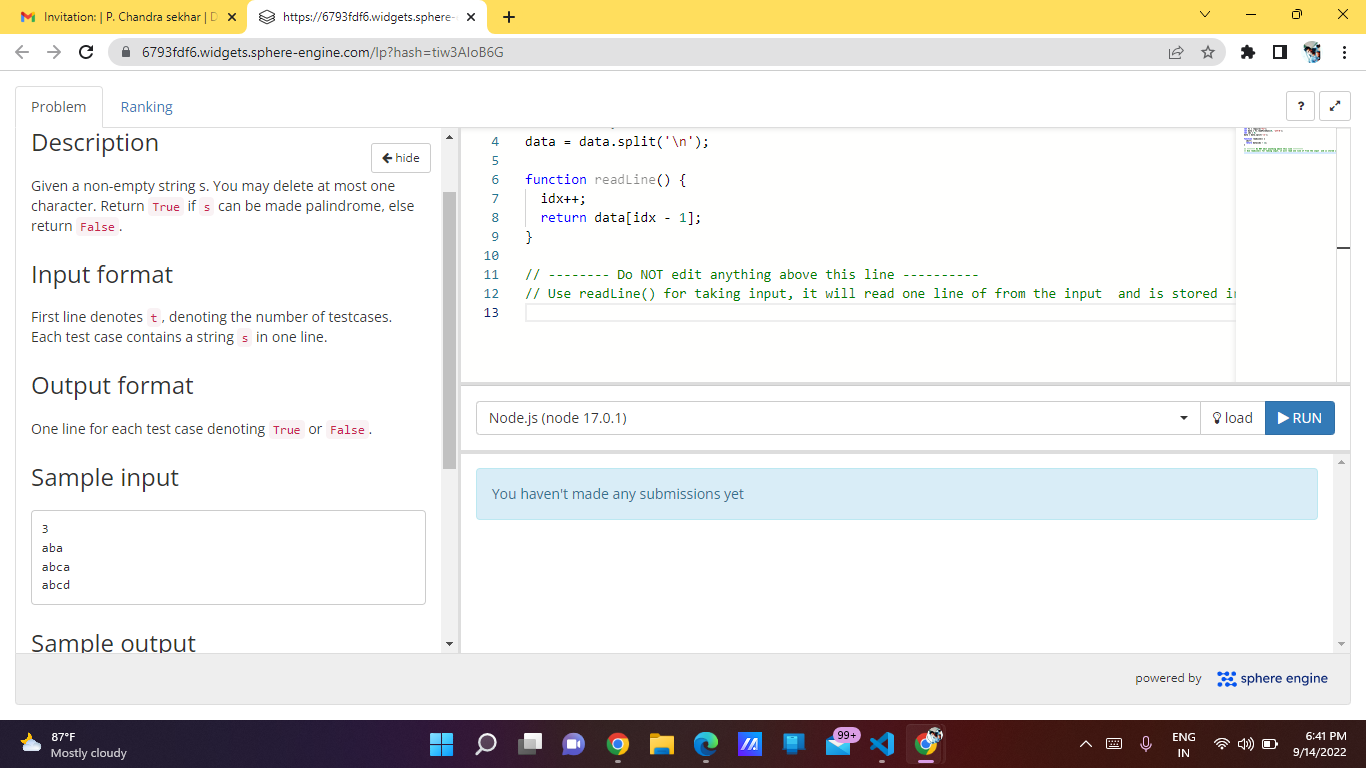 Invitation: | P. Chandra sekhar | D
https://6793fdf6.widgets.sphere-
6793fdf6.widgets.sphere-engine.com/lp?hash=tiw3AIoB6G
Problem
Ranking
?
Description
hide
Given a non-empty string s. You may delete at most one
character. Return True if s can be made palindrome, else
return False.
Input format
First line denotes t, denoting the number of testcases.
Each test case contains a string s in one line.
Output format
One line for each test case denoting True or False.
Sample input
3
aba
abca
abcd
Sample output
4 data = data.split('\n');
5
6 function readLine() {
7 idx++;
8 return data[idx - 1];
9 }
10
11 // -------- Do NOT edit anything above this line ----------
12 // Use readLine() for taking input, it will read one line of from the input  and is stored in
13
Node.js (node 17.0.1)
load
RUN
You haven't made any submissions yet
powered by sphere engine
87°F
Mostly cloudy
99+
ENG
IN
6:41 PM
9/14/2022